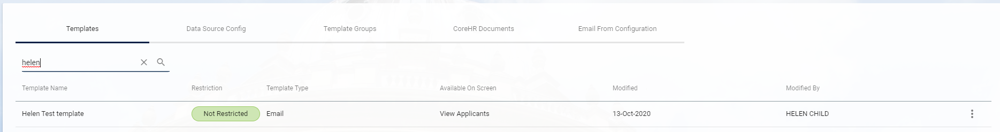 Templates Data Source Config Template Groups CoreHR Documents Email From Configuration
helen
Template Name Restriction Template Type Available On Screen Modified Modified By
Helen Test template Not Restricted Email View Applicants 13-Oct-2020 HELEN CHILD